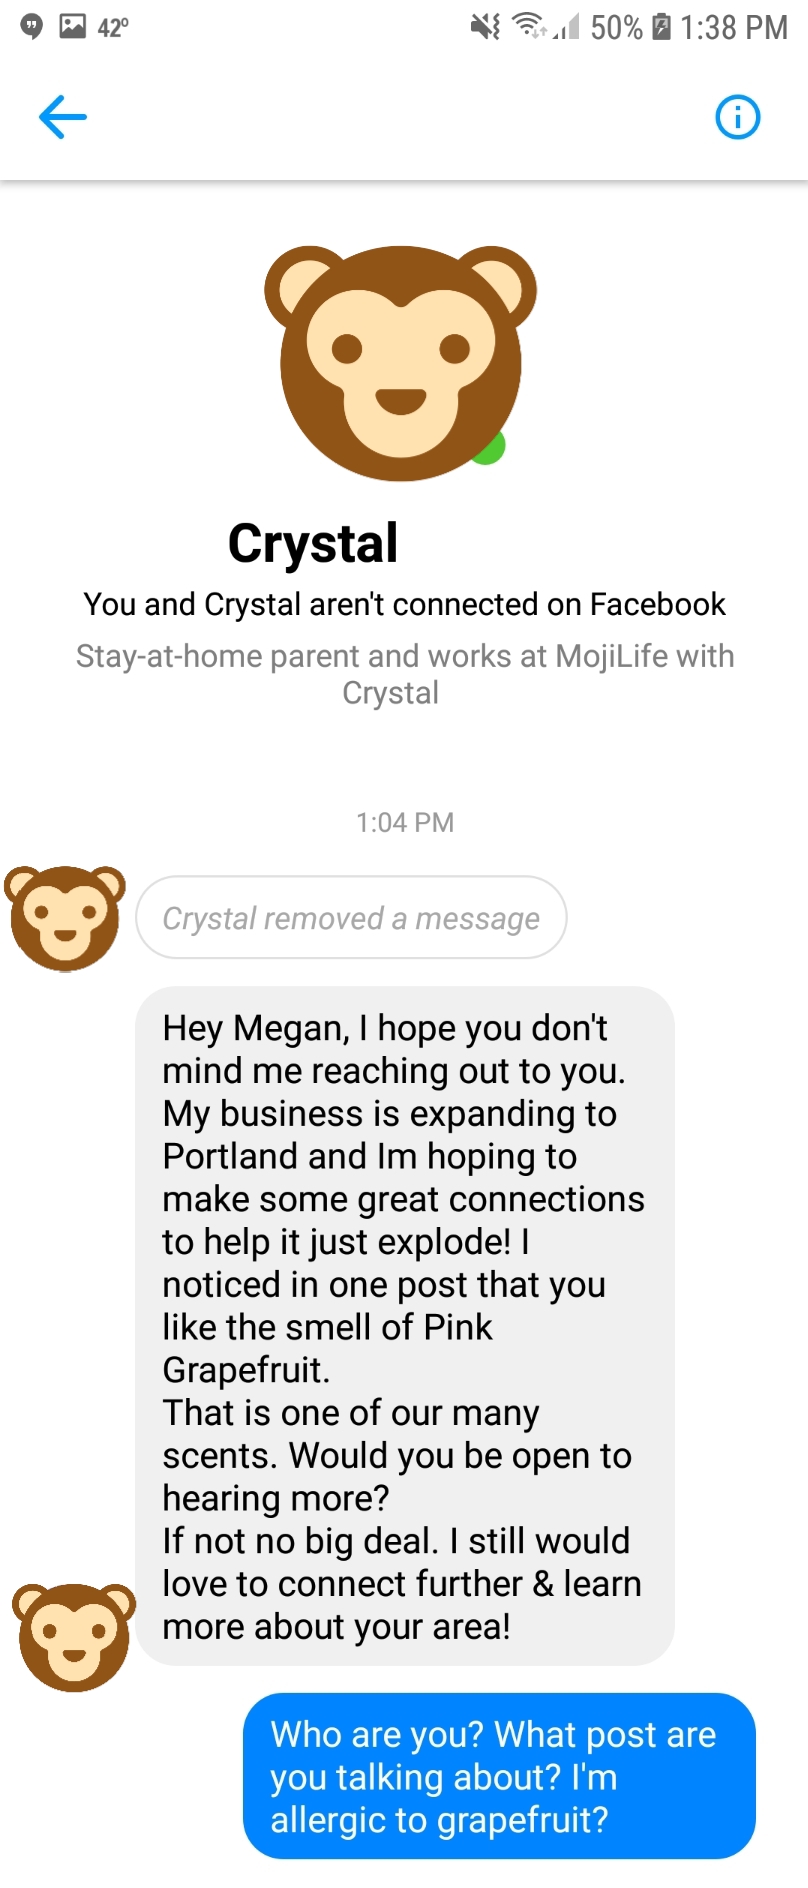 42° 50% 1:38 PM
Crystal
You and Crystal aren't connected on Facebook
Stay-at-home parent and works at MojiLife with
Crystal
1:04 PM
Crystal removed a message
Hey Megan, I hope you don't
mind me reaching out to you.
My business is expanding to
Portland and Im hoping to
make some great connections
to help it just explode! I
noticed in one post that you
like the smell of Pink
Grapefruit.
That is one of our many
scents. Would you be open to
hearing more?
If not no big deal. I still would
love to connect further & learn
more about your area!
Who are you? What post are
you talking about? I'm
allergic to grapefruit?